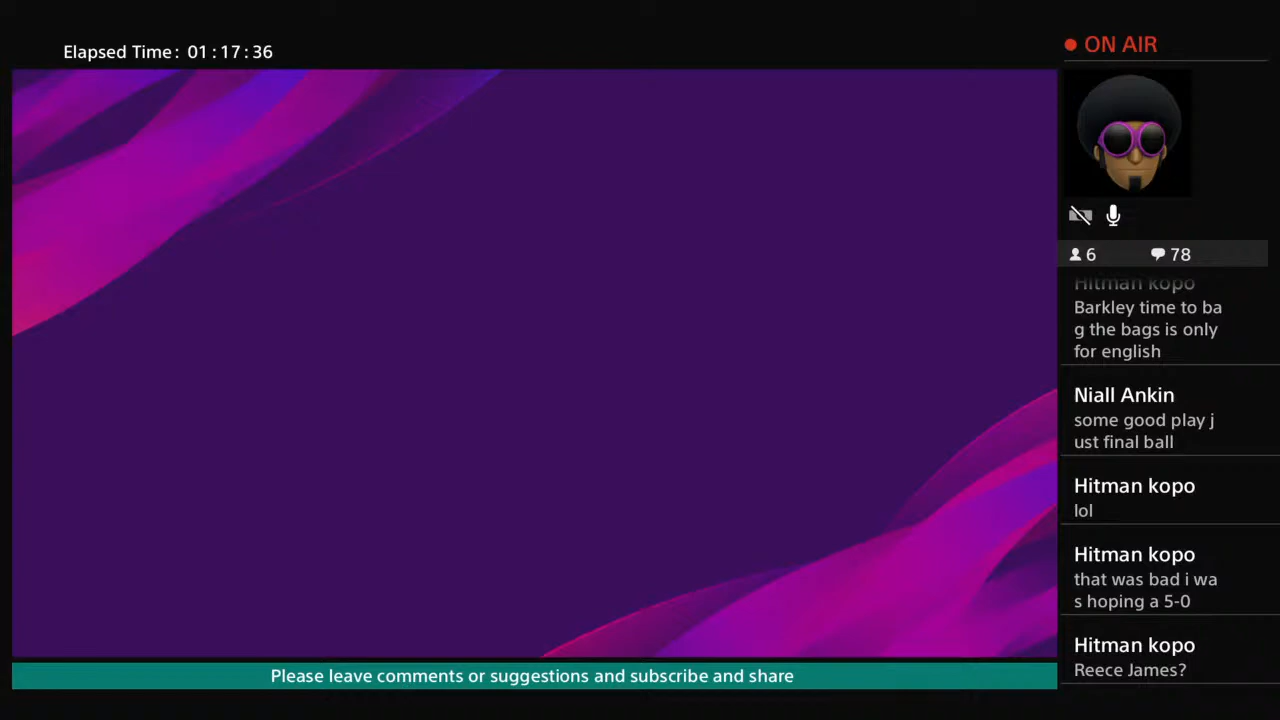 Elapsed Time: 01:17:36
ON AIR
6 78
Hitman kopo
Barkley time to ba
g the bags is only
for english
Niall Ankin
some good play j
ust final ball
Hitman kopo
lol
Hitman kopo
that was bad i wa
s hoping a 5-0
Hitman kopo
Reece James?
Please leave comments or suggestions and subscribe and share